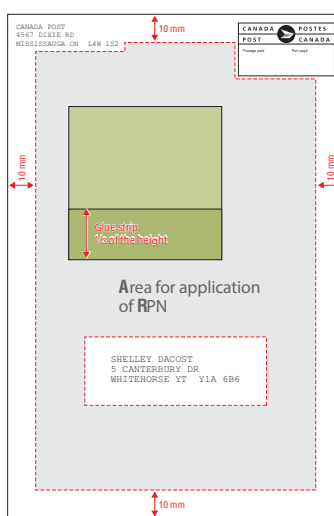 CANADA POST
4567 DIXIE RD
MISSISSAUGA ON L4W 1S2
10 mm
CANADA POSTES
POST CANADA
Postage paid Port payé
10 mm
10 mm
Glue strip
⅓ of the height
Area for application
of RPN
SHELLEY DACOST
5 CANTERBURY DR
WHITEHORSE YT Y1A 6B6
10 mm